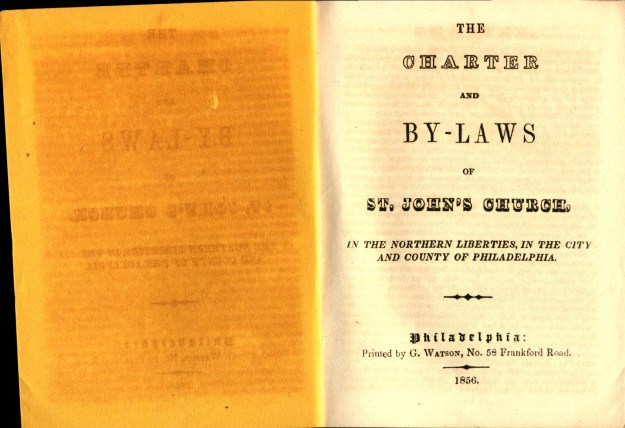 THE
CHARTER
AND
BY-LAWS
OF
ST. JOHN'S CHURCH,
IN THE NORTHERN LIBERTIES, IN THE CITY
AND COUNTY OF PHILADELPHIA.
Philadelphia:
Printed by G. WATSON, No. 58 Frankford Road.
1856.